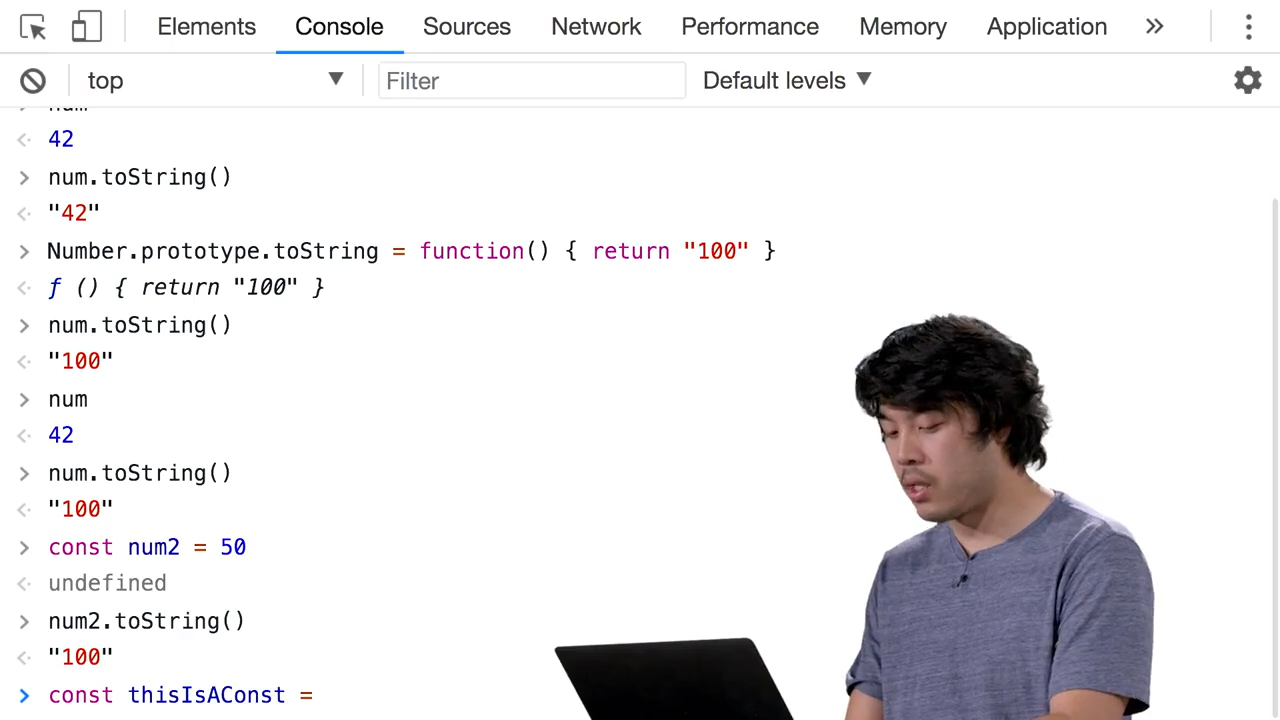 Elements Console Sources Network Performance Memory Application
top Filter Default levels
42
num.toString()
"42"
Number.prototype.toString = function() { return "100" }
f () { return "100" }
num.toString()
"100"
num
42
num.toString()
"100"
const num2 = 50
undefined
num2.toString()
"100"
const thisIsAConst =